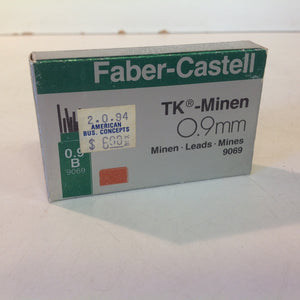 Faber-Castell
TK®-Minen
0.9mm
Minen · Leads · Mines
9069
2.0.94
AMERICAN
BUS. CONCEPTS
$
0.9
B
9069